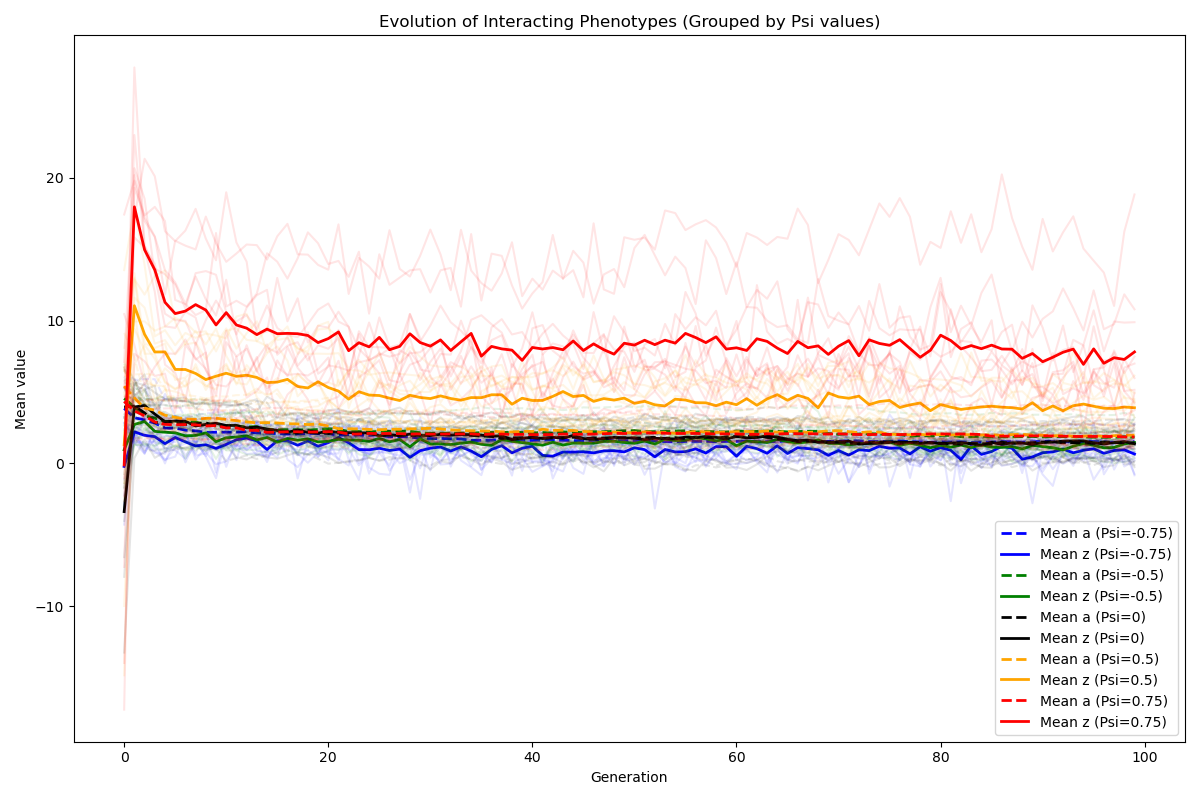 Evolution of Interacting Phenotypes (Grouped by Psi values)
Mean value
20
10
0
−10
0
20
40
60
80
100
Generation
Mean a (Psi=-0.75)
Mean z (Psi=-0.75)
Mean a (Psi=-0.5)
Mean z (Psi=-0.5)
Mean a (Psi=0)
Mean z (Psi=0)
Mean a (Psi=0.5)
Mean z (Psi=0.5)
Mean a (Psi=0.75)
Mean z (Psi=0.75)